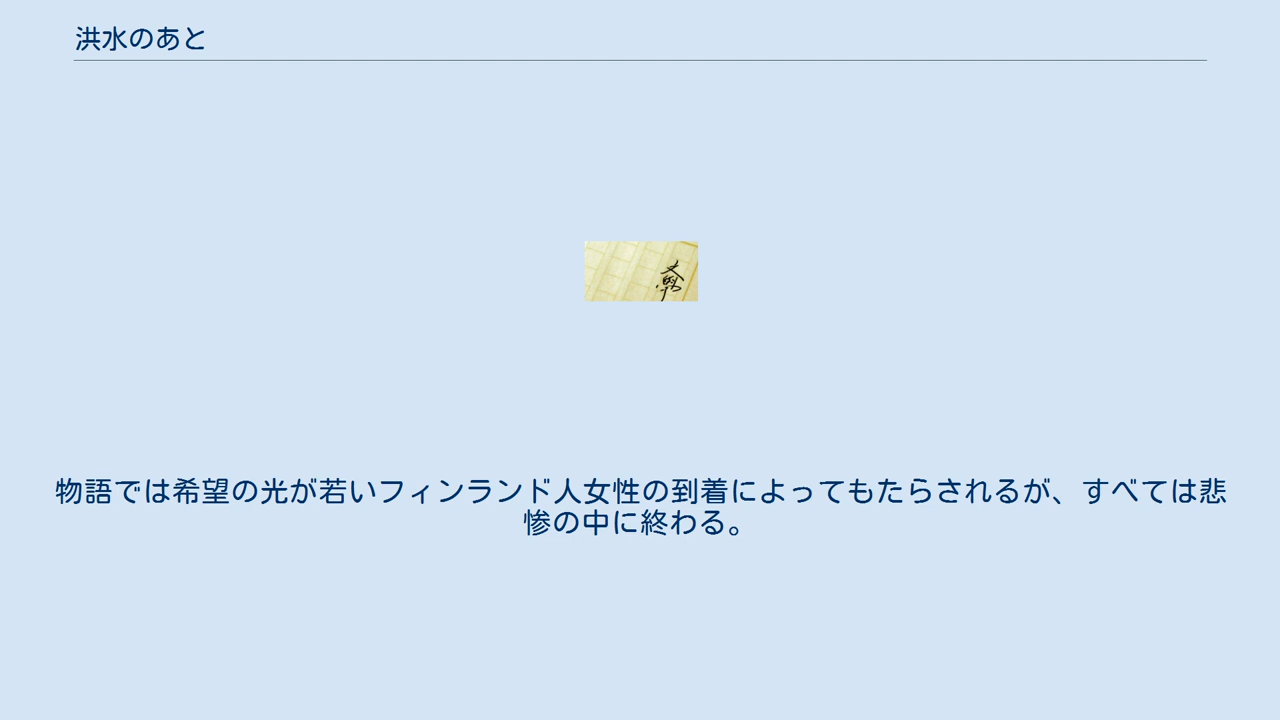 洪水のあと
物語では希望の光が若いフィンランド人女性の到着によってもたらされるが、すべては悲
惨の中に終わる。